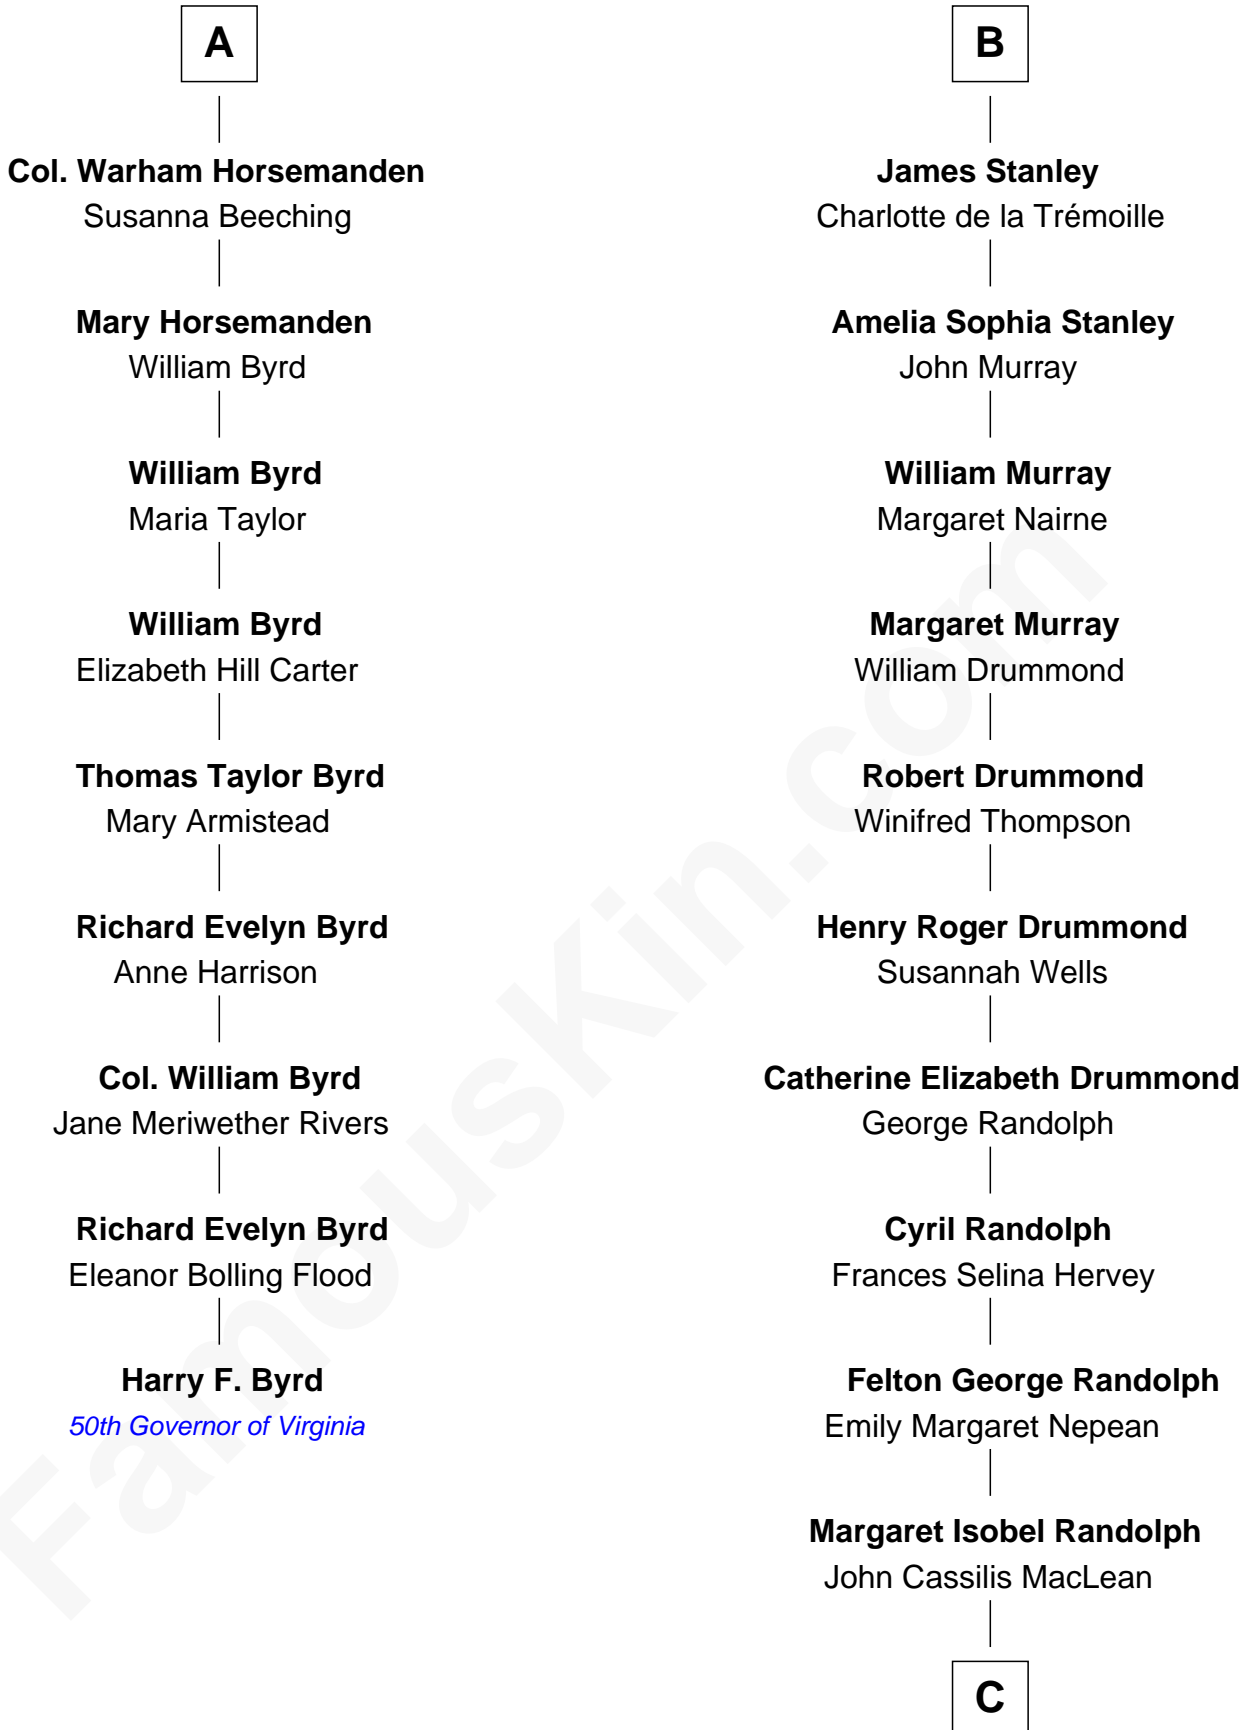 A
Col. Warham Horsemanden
Susanna Beeching
Mary Horsemanden
William Byrd
William Byrd
Maria Taylor
William Byrd
Elizabeth Hill Carter
Thomas Taylor Byrd
Mary Armistead
Richard Evelyn Byrd
Anne Harrison
Col. William Byrd
Jane Meriwether Rivers
Richard Evelyn Byrd
Eleanor Bolling Flood
Harry F. Byrd
50th Governor of Virginia
B
James Stanley
Charlotte de la Trémoille
Amelia Sophia Stanley
John Murray
William Murray
Margaret Nairne
Margaret Murray
William Drummond
Robert Drummond
Winifred Thompson
Henry Roger Drummond
Susannah Wells
Catherine Elizabeth Drummond
George Randolph
Cyril Randolph
Frances Selina Hervey
Felton George Randolph
Emily Margaret Nepean
Margaret Isobel Randolph
John Cassilis MacLean
C
FamousKin.com